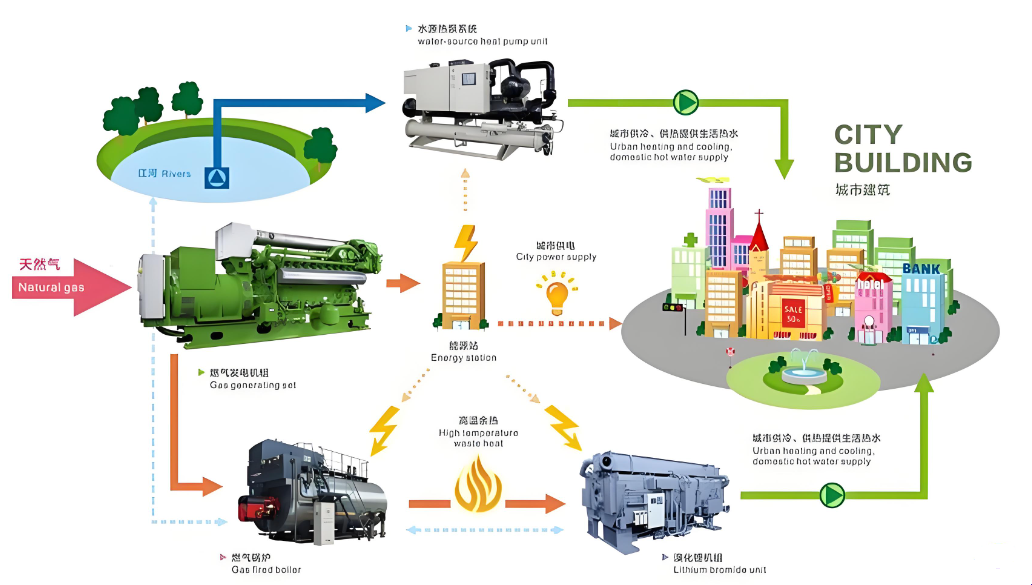 水源热泵系统
water-source heat pump unit
城市供冷、供热提供生活热水
Urban heating and cooling,
domestic hot water supply
CITY
BUILDING
城市建筑
江河 Rivers
天然气
Natural gas
城市供电
City power supply
BANK
hotel
SALE
30%
能源站
Energy station
燃气发电机组
Gas generating set
高温余热
High temperature
waste heat
城市供冷、供热提供生活热水
Urban heating and cooling,
domestic hot water supply
燃气锅炉
Gas fired boiler
溴化锂机组
Lithium bromide unit